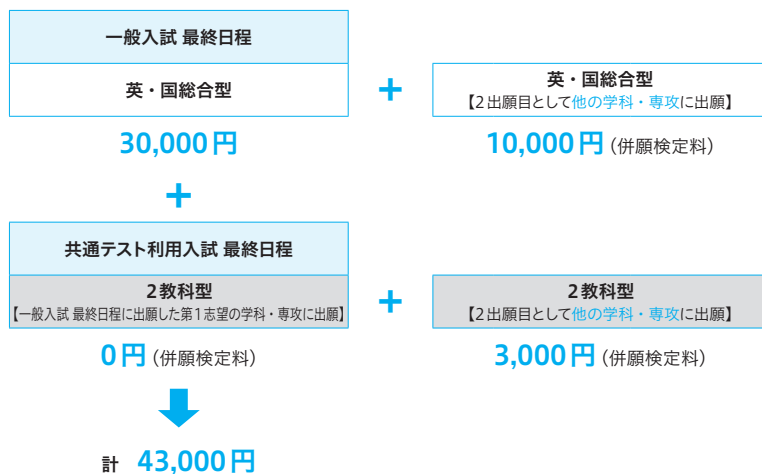 一般入試 最終日程
英・国総合型
30,000円
+
英・国総合型
【2出願目として他の学科・専攻に出願】
10,000円(併願検定料)
+
共通テスト利用入試 最終日程
2教科型
【一般入試 最終日程に出願した第1志望の学科・専攻に出願】
0円(併願検定料)
+
2教科型
【2出願目として他の学科・専攻に出願】
3,000円(併願検定料)
計 43,000円